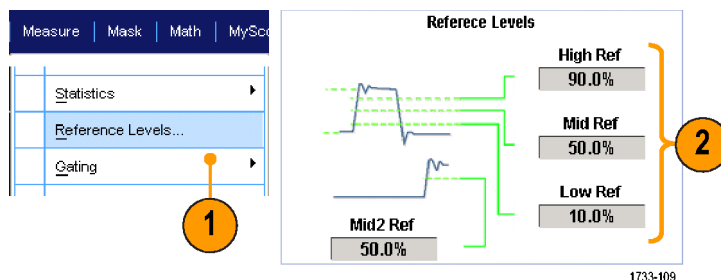 Measure | Mask | Math | MySco
Statistics
Reference Levels...
Gating
1
Referece Levels
High Ref
90.0%
Mid Ref
50.0%
2
Low Ref
10.0%
Mid2 Ref
50.0%
1733-109